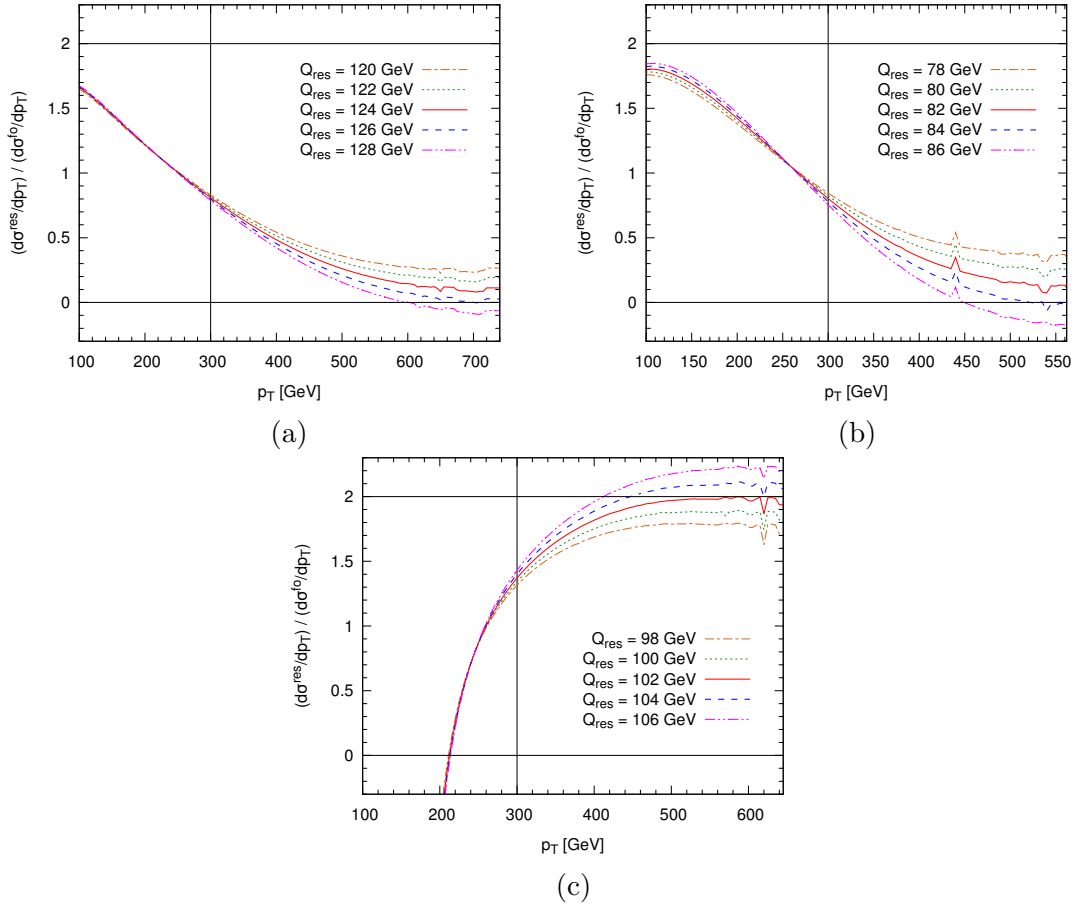 (dσ^res/dp_T) / (dσ^fo/dp_T)
2
1.5
1
0.5
0
Q_res = 120 GeV
Q_res = 122 GeV
Q_res = 124 GeV
Q_res = 126 GeV
Q_res = 128 GeV
100 200 300 400 500 600 700
p_T [GeV]
(a)
(dσ^res/dp_T) / (dσ^fo/dp_T)
2
1.5
1
0.5
0
Q_res = 78 GeV
Q_res = 80 GeV
Q_res = 82 GeV
Q_res = 84 GeV
Q_res = 86 GeV
100 150 200 250 300 350 400 450 500 550
p_T [GeV]
(b)
(dσ^res/dp_T) / (dσ^fo/dp_T)
2
1.5
1
0.5
0
Q_res = 98 GeV
Q_res = 100 GeV
Q_res = 102 GeV
Q_res = 104 GeV
Q_res = 106 GeV
100 200 300 400 500 600
p_T [GeV]
(c)